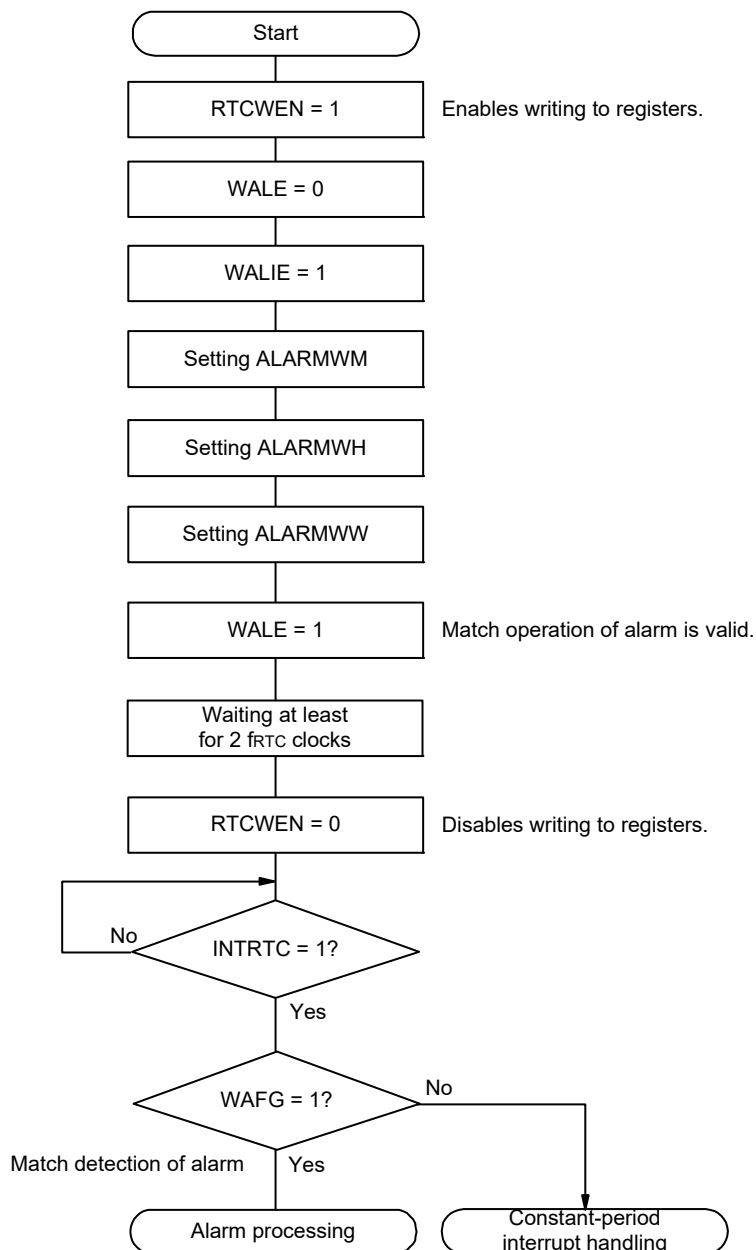 Start
RTCWEN = 1
Enables writing to registers.
WALE = 0
WALIE = 1
Setting ALARMWM
Setting ALARMWH
Setting ALARMWW
WALE = 1
Match operation of alarm is valid.
Waiting at least
for 2 fRTC clocks
RTCWEN = 0
Disables writing to registers.
No
INTRTC = 1?
Yes
WAFG = 1?
No
Match detection of alarm
Yes
Alarm processing
Constant-period
interrupt handling